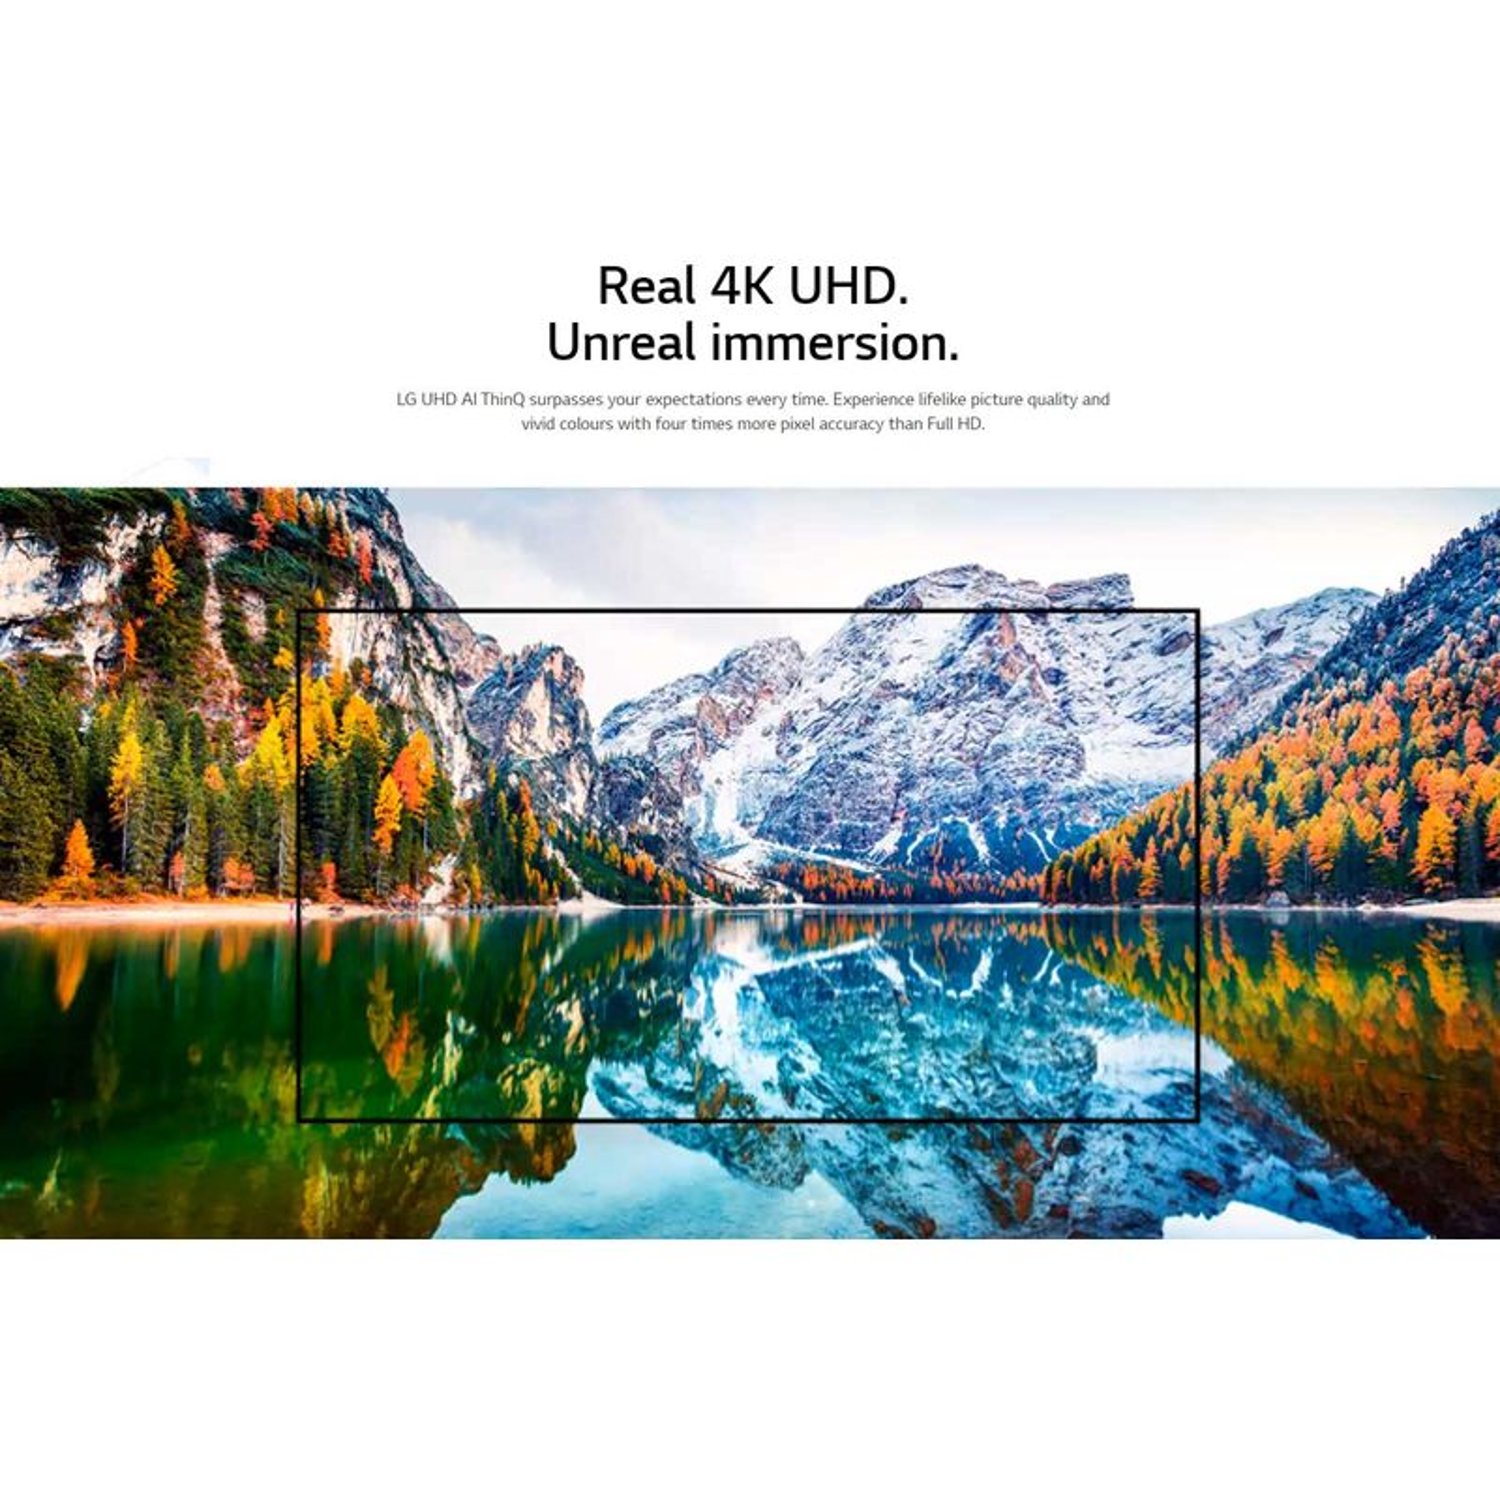 Real 4K UHD.
Unreal immersion.
LG UHD AI ThinQ surpasses your expectations every time. Experience lifelike picture quality and
vivid colours with four times more pixel accuracy than Full HD.